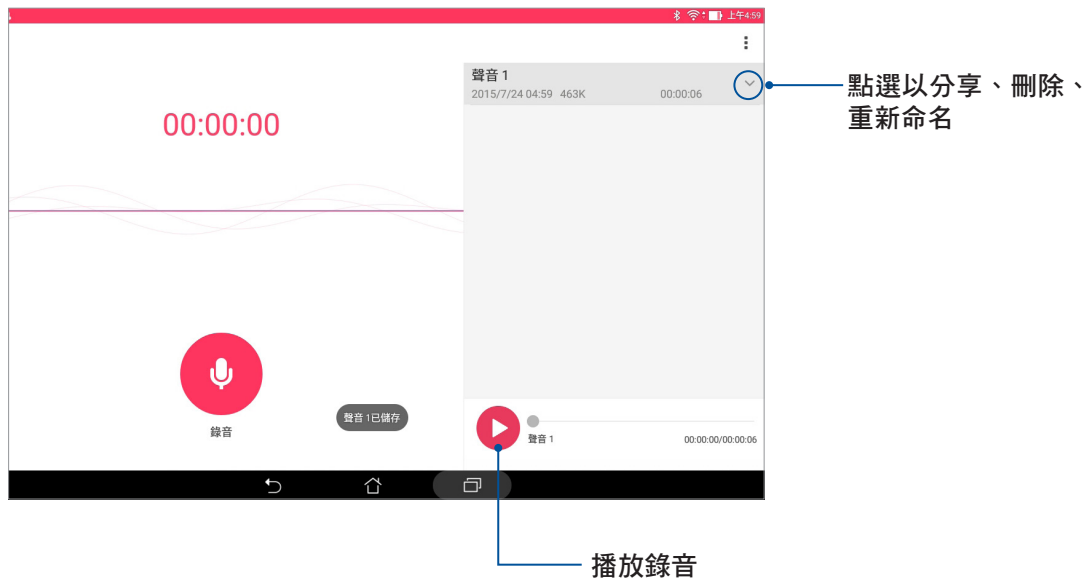 上午4:59
聲音 1
2015/7/24 04:59 463K 00:00:06
點選以分享、刪除、
重新命名
00:00:00
聲音 1已儲存
錄音
聲音 1 00:00:00/00:00:06
播放錄音